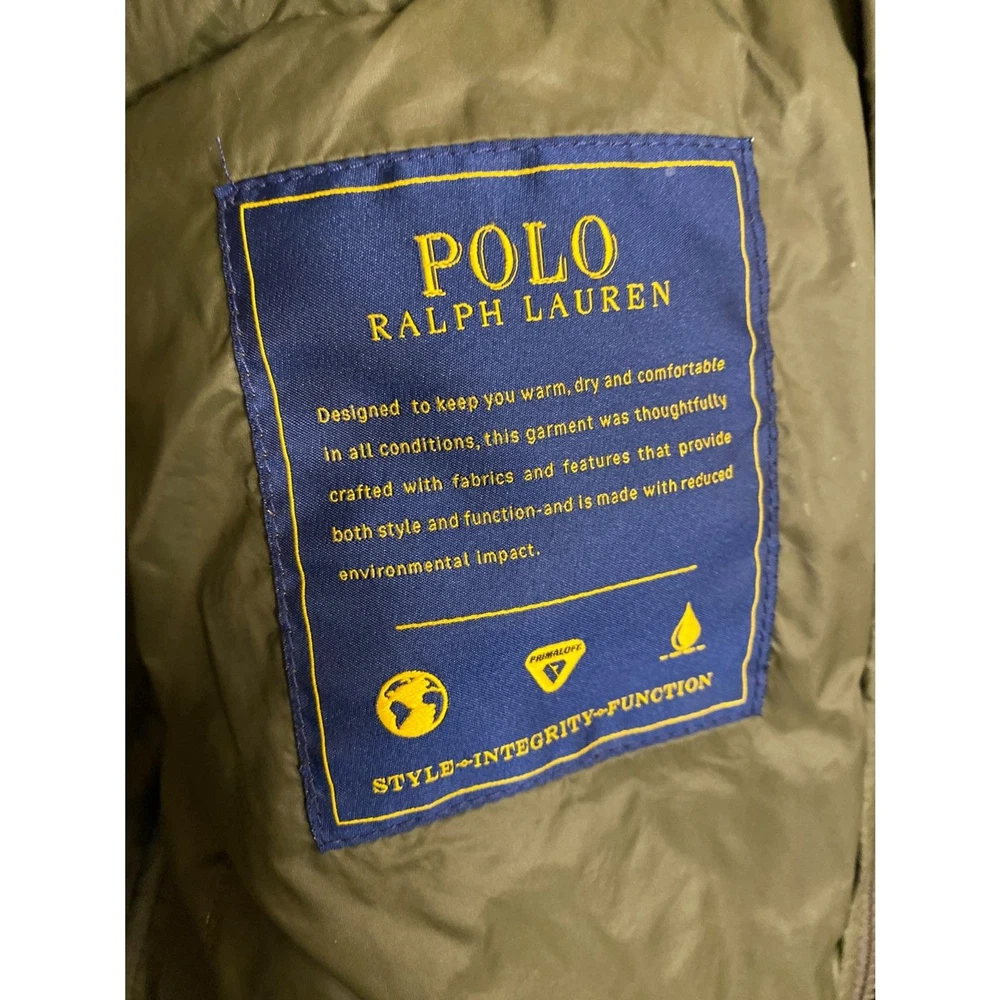 POLO
RALPH LAUREN
Designed to keep you warm, dry and comfortable
in all conditions, this garment was thoughtfully
crafted with fabrics and features that provide
both style and function-and is made with reduced
environmental impact.
PRIMALOFT
STYLE~INTEGRITY~FUNCTION